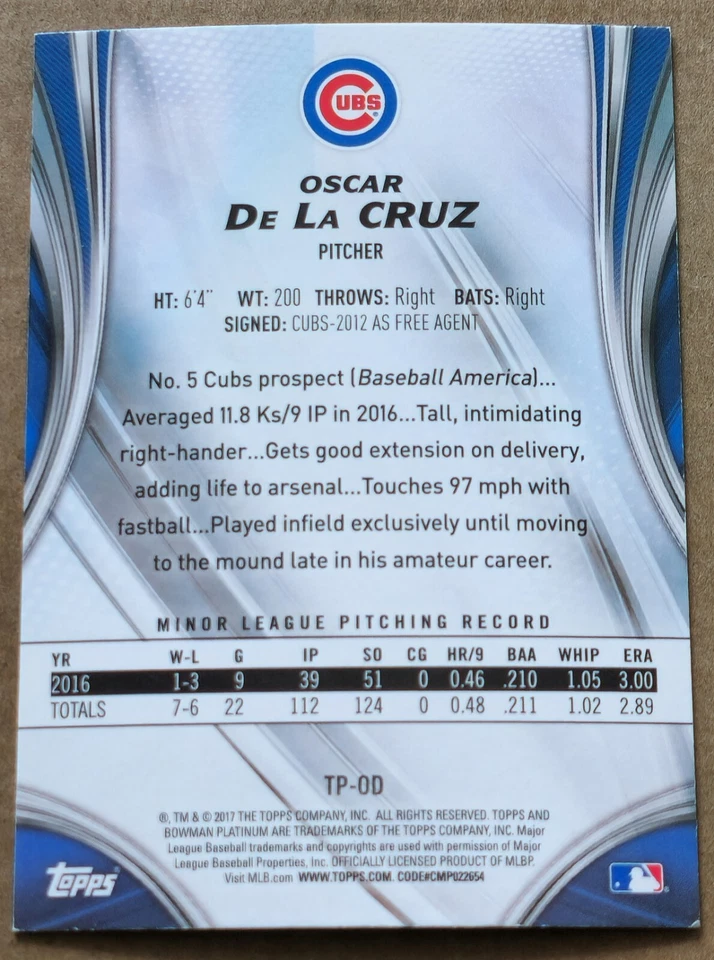 CUBS
OSCAR
DE LA CRUZ
PITCHER
HT: 6'4" WT: 200 THROWS: Right BATS: Right
SIGNED: CUBS-2012 AS FREE AGENT
No. 5 Cubs prospect (Baseball America)...
Averaged 11.8 Ks/9 IP in 2016...Tall, intimidating
right-hander...Gets good extension on delivery,
adding life to arsenal...Touches 97 mph with
fastball...Played infield exclusively until moving
to the mound late in his amateur career.
MINOR LEAGUE PITCHING RECORD
YR W-L G IP SO CG HR/9 BAA WHIP ERA
2016 1-3 9 39 51 0 0.46 .210 1.05 3.00
TOTALS 7-6 22 112 124 0 0.48 .211 1.02 2.89
TP-OD
®, TM & © 2017 THE TOPPS COMPANY, INC. ALL RIGHTS RESERVED. TOPPS AND
BOWMAN PLATINUM ARE TRADEMARKS OF THE TOPPS COMPANY, INC. Major
League Baseball trademarks and copyrights are used with permission of Major
League Baseball Properties, Inc. OFFICIALLY LICENSED PRODUCT OF MLBP.
Visit MLB.com WWW.TOPPS.COM. CODE#CMP022654
topps